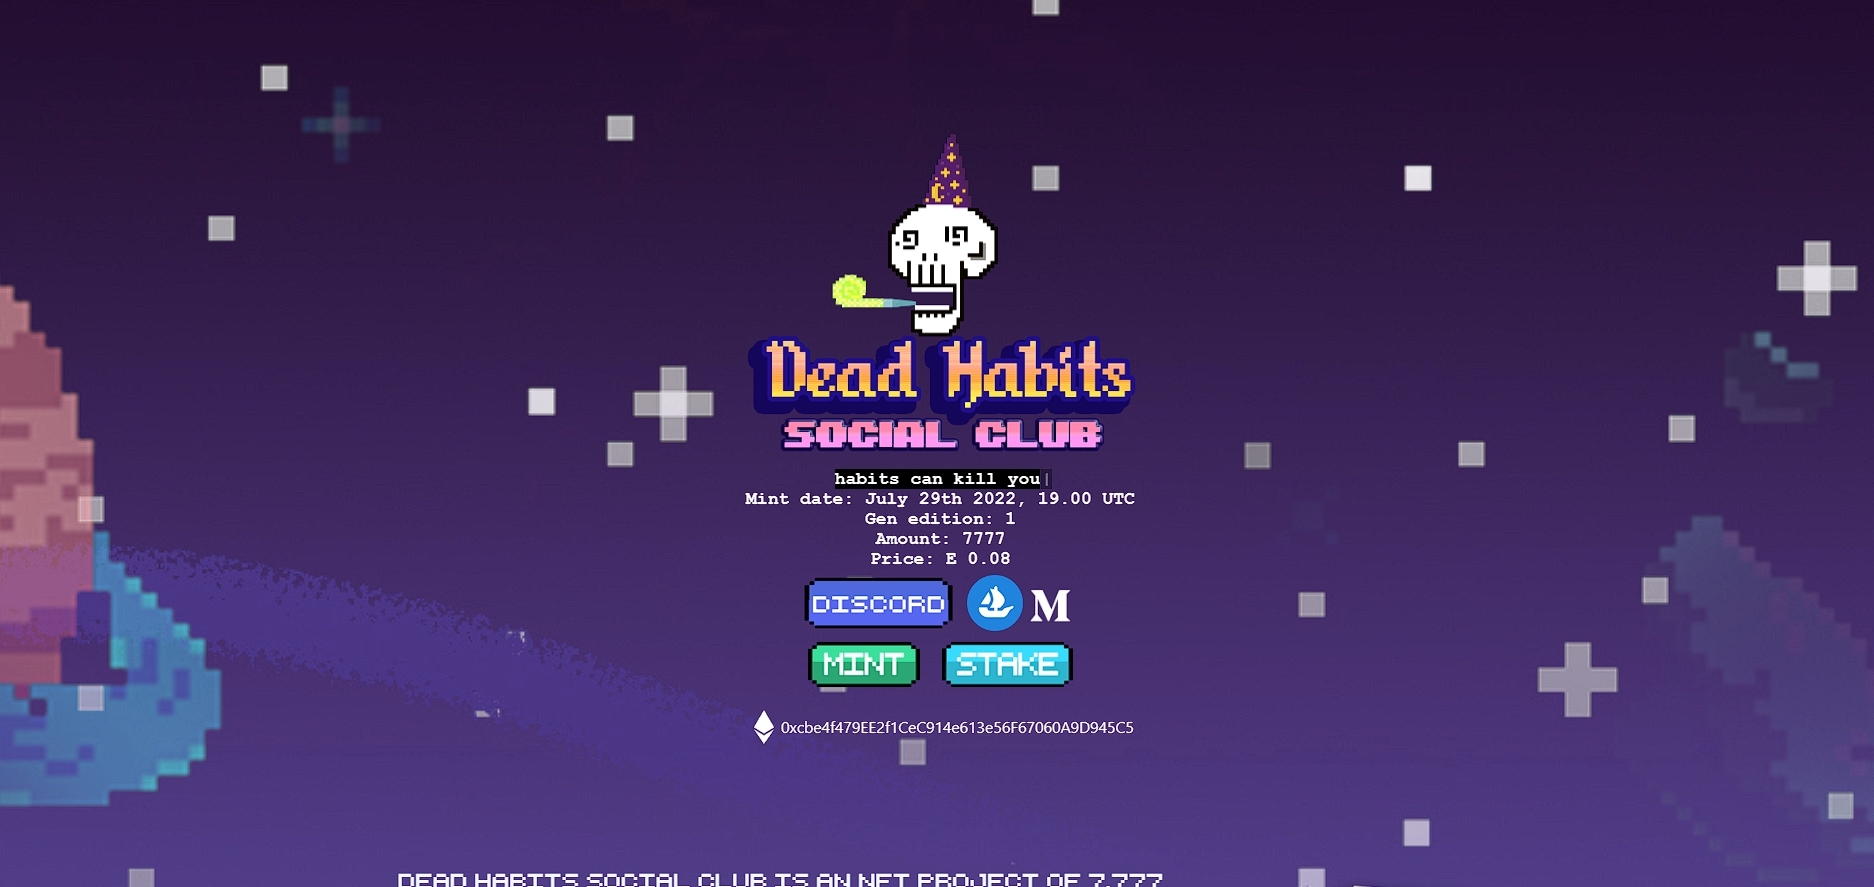 Dead Habits
SOCIAL CLUB
habits can kill you|
Mint date: July 29th 2022, 19.00 UTC
Gen edition: 1
Amount: 7777
Price: E 0.08
DISCORD
M
MINT
STAKE
0xcbe4f479EE2f1CeC914e613e56F67060A9D945C5
DEAD HABITS SOCIAL CLUB IS AN NFT PROJECT OF 7,777